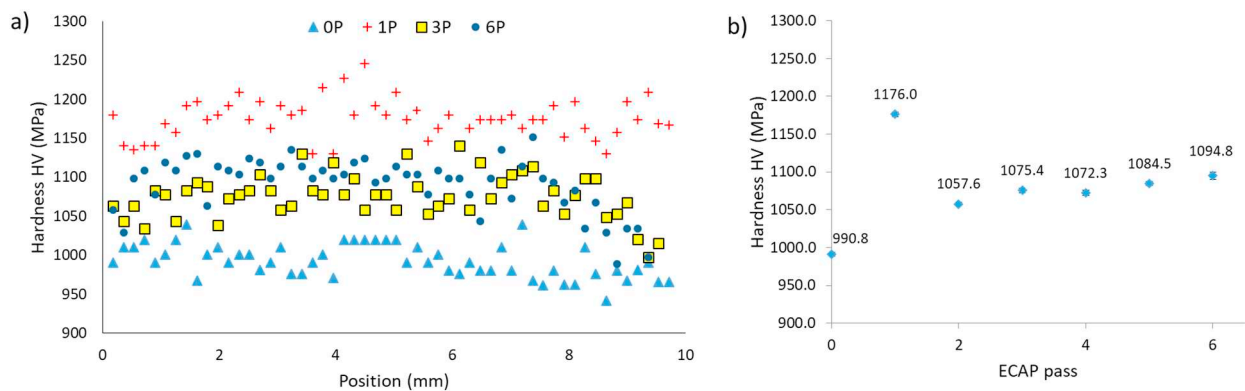 a)
0P 1P 3P 6P
1300
1250
1200
1150
1100
1050
1000
950
900
0 2 4 6 8 10
Hardness HV (MPa)
Position (mm)
b)
1300.0
1250.0
1200.0
1150.0
1100.0
1050.0
1000.0
950.0
900.0
0 2 4 6
Hardness HV (MPa)
ECAP pass
990.8
1176.0
1057.6
1075.4
1072.3
1084.5
1094.8